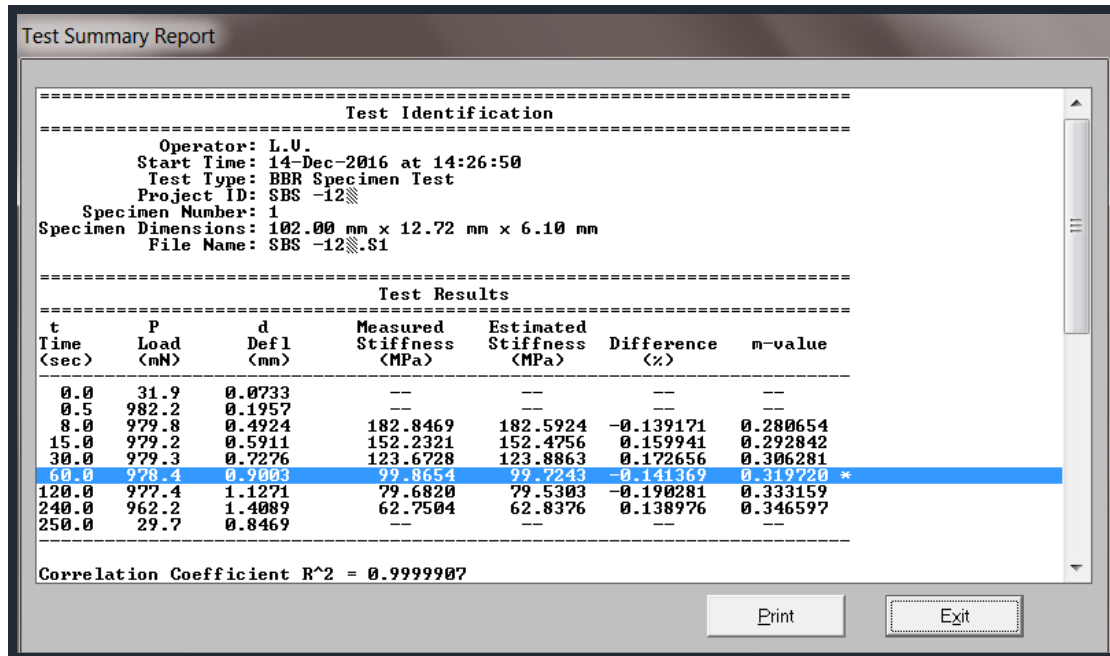 Test Summary Report
================================================================================
Test Identification
================================================================================
Operator: L.V.
Start Time: 14-Dec-2016 at 14:26:50
Test Type: BBR Specimen Test
Project ID: SBS -12░
Specimen Number: 1
Specimen Dimensions: 102.00 mm x 12.72 mm x 6.10 mm
File Name: SBS -12░.S1
================================================================================
Test Results
================================================================================
t P d Measured Estimated
Time Load Defl Stiffness Stiffness Difference m-value
(sec) (mN) (mm) (MPa) (MPa) (%)
--------------------------------------------------------------------------------
0.0 31.9 0.0733 -- -- -- --
0.5 982.2 0.1957 -- -- -- --
8.0 979.8 0.4924 182.8469 182.5924 -0.139171 0.280654
15.0 979.2 0.5911 152.2321 152.4756 0.159941 0.292842
30.0 979.3 0.7276 123.6728 123.8863 0.172656 0.306281
60.0 978.4 0.9003 99.8654 99.7243 -0.141369 0.319720 *
120.0 977.4 1.1271 79.6820 79.5303 -0.190281 0.333159
240.0 962.2 1.4089 62.7504 62.8376 0.138976 0.346597
250.0 29.7 0.8469 -- -- -- --
--------------------------------------------------------------------------------
Correlation Coefficient R^2 = 0.9999907
Print Exit